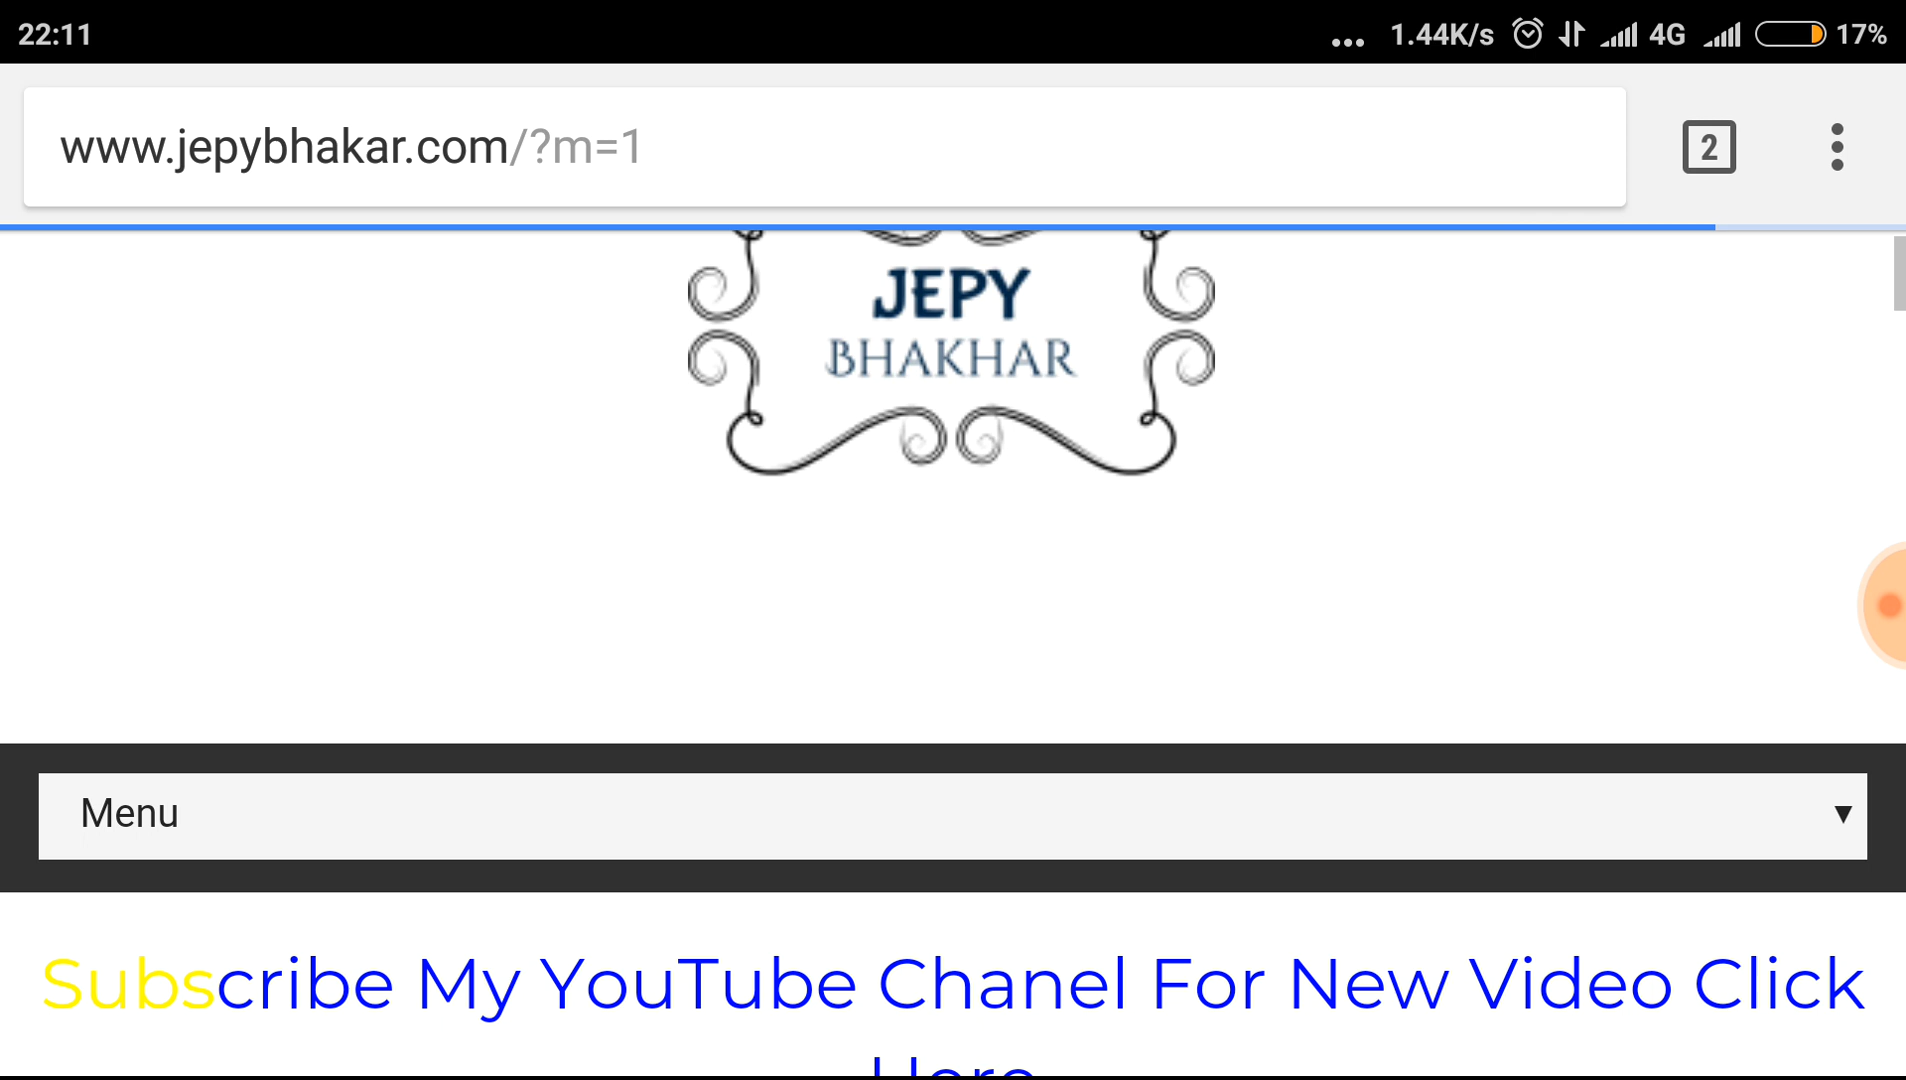 22:11 ... 1.44K/s 4G 17%
www.jepybhakar.com/?m=1 2
JEPY
BHAKHAR
Menu
Subscribe My YouTube Chanel For New Video Click
Here